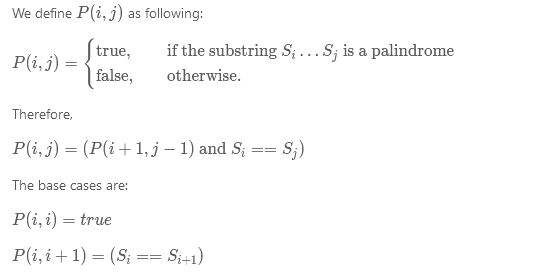 We define P(i, j) as following:
P(i, j) = { true, if the substring S_i … S_j is a palindrome
false, otherwise.
Therefore,
P(i, j) = (P(i + 1, j − 1) and S_i == S_j)
The base cases are:
P(i, i) = true
P(i, i + 1) = (S_i == S_{i+1})